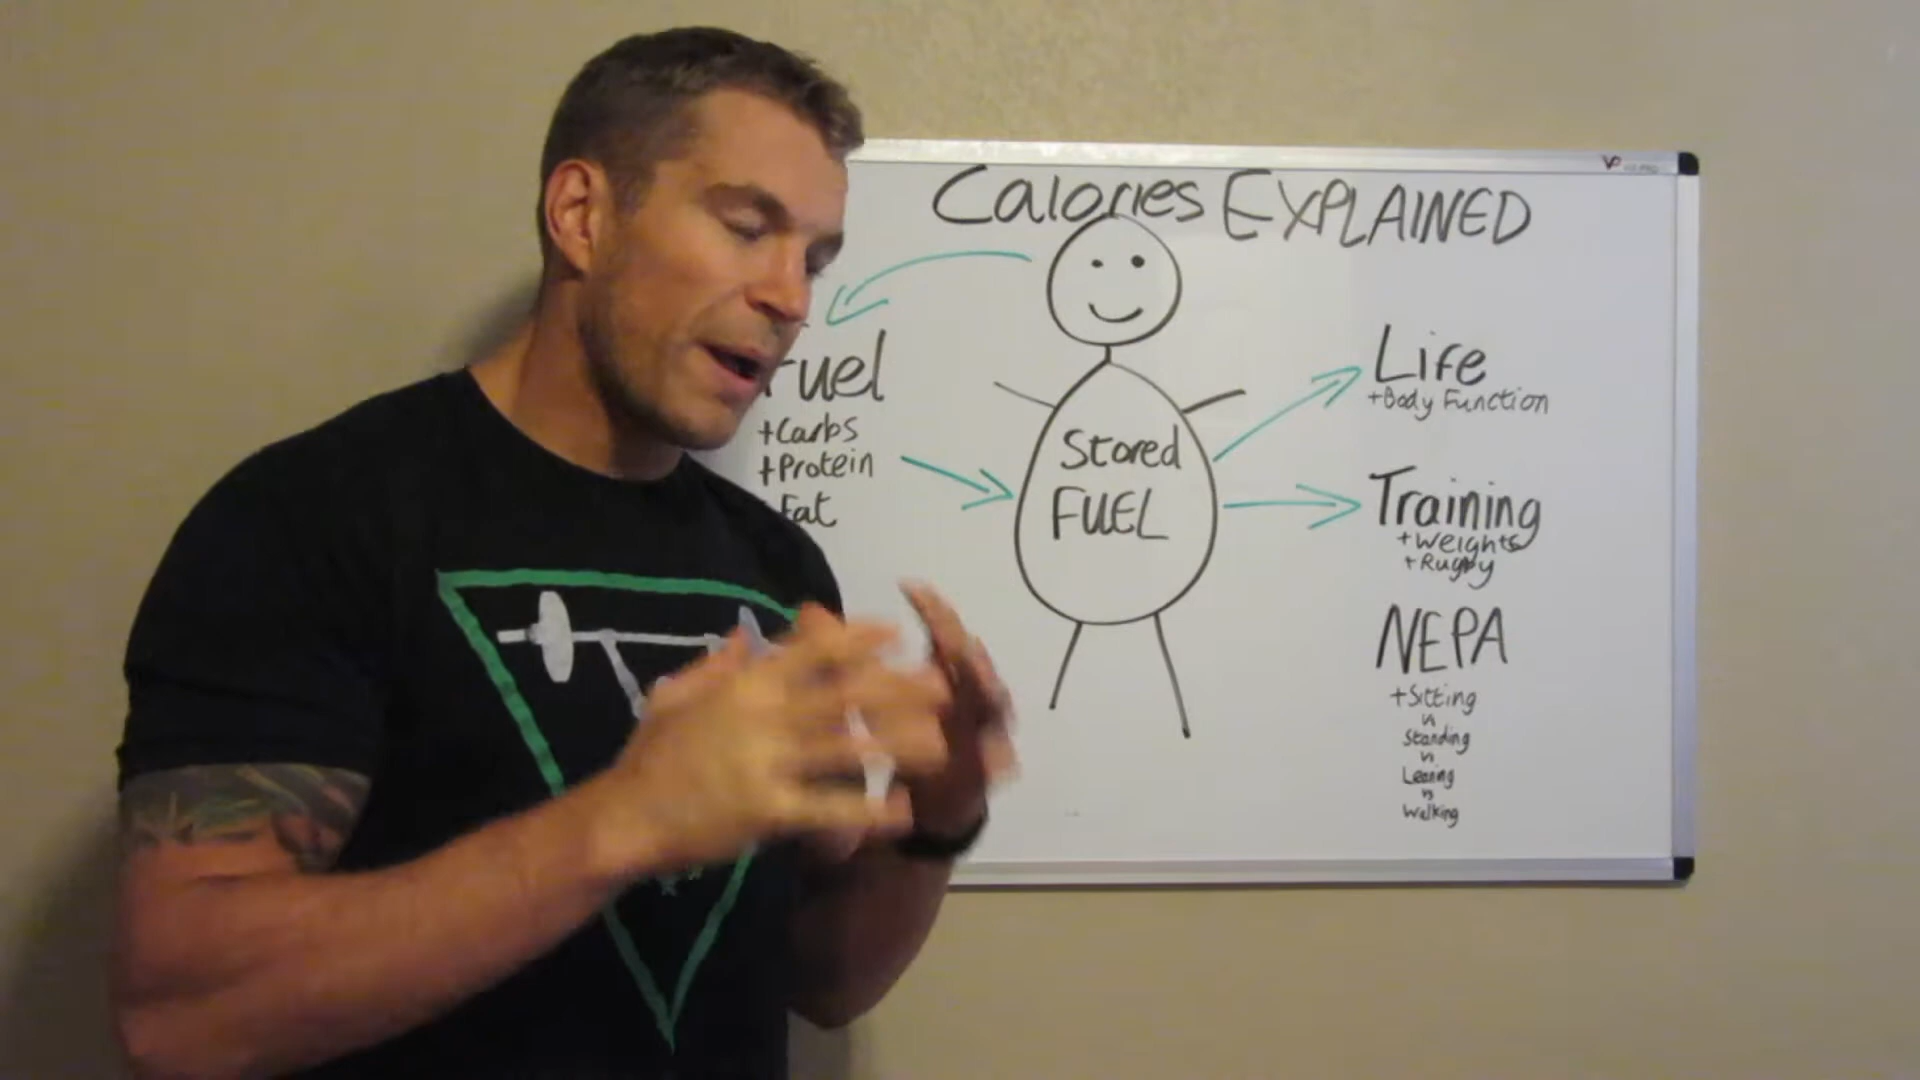 Calories EXPLAINED
Fuel
+Carbs
+Protein
Fat
Stored
FUEL
Life
+Body Function
Training
+Weights
+Rugby
NEPA
+Sitting
vs
Standing
vs
Leaning
vs
Walking